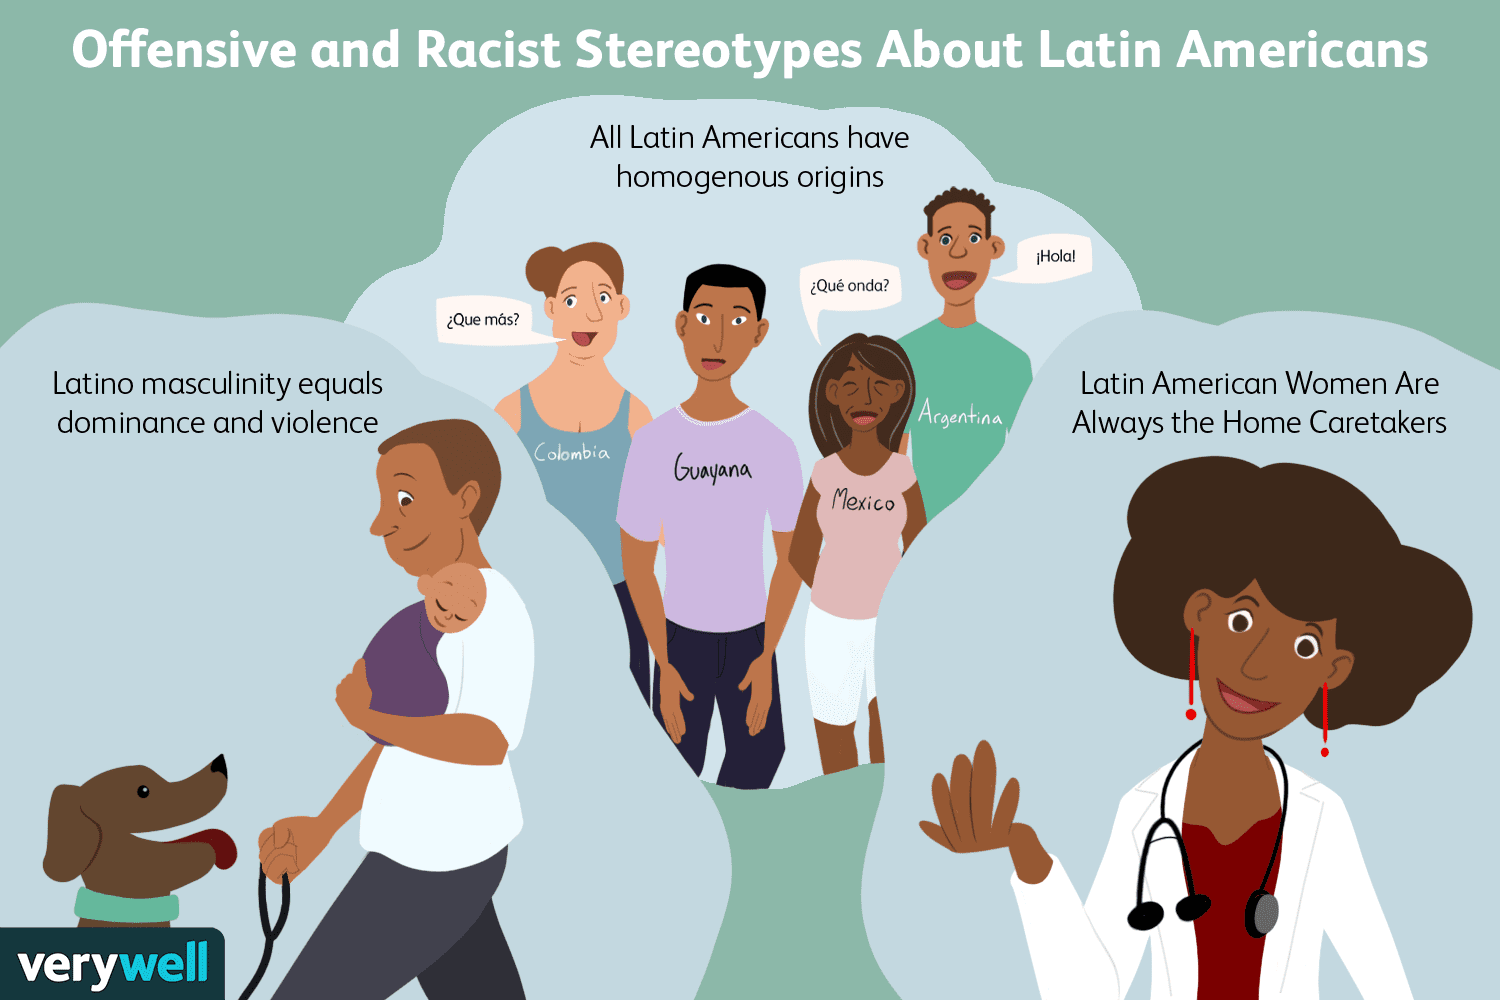 Offensive and Racist Stereotypes About Latin Americans
All Latin Americans have
homogenous origins
¿Que más?
¿Qué onda?
¡Hola!
Colombia
Guayana
Mexico
Argentina
Latino masculinity equals
dominance and violence
Latin American Women Are
Always the Home Caretakers
verywell